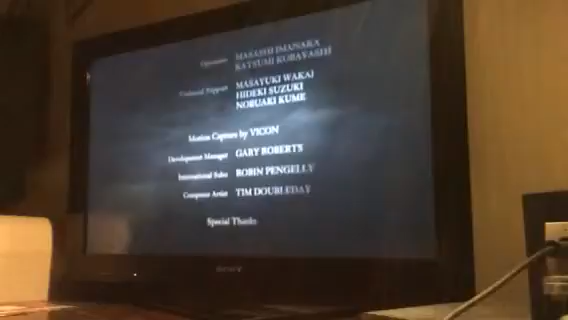 Operators MASASHI IMANAKA
KATSUMI KOBAYASHI
Technical Support MASAYUKI WAKAI
HIDEKI SUZUKI
NOBUAKI KUME
Motion Capture by VICON
Development Manager GARY ROBERTS
International Sales ROBIN PENGELLY
Computer Artist TIM DOUBLEDAY
Special Thanks
SONY